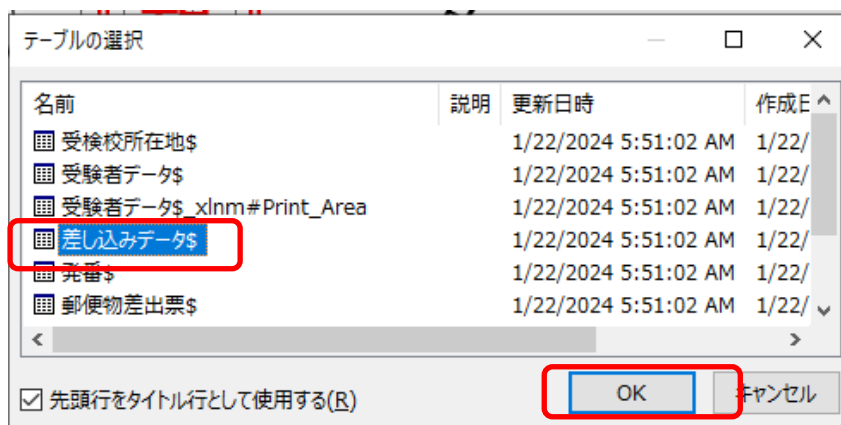 テーブルの選択
名前 説明 更新日時 作成日
受検校所在地$ 1/22/2024 5:51:02 AM 1/22/
受験者データ$ 1/22/2024 5:51:02 AM 1/22/
受験者データ$_xlnm#Print_Area 1/22/2024 5:51:02 AM 1/22/
差し込みデータ$ 1/22/2024 5:51:02 AM 1/22/
発番$ 1/22/2024 5:51:02 AM 1/22/
郵便物差出票$ 1/22/2024 5:51:02 AM 1/22/
先頭行をタイトル行として使用する(R)
OK キャンセル